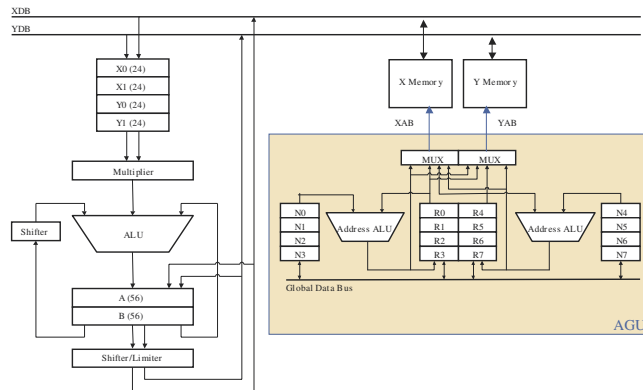 XDB
YDB
X0 (24)
X1 (24)
Y0 (24)
Y1 (24)
Multiplier
Shifter
ALU
A (56)
B (56)
Shifter/Limiter
X Memory
Y Memory
XAB
YAB
MUX
MUX
N0
N1
N2
N3
Address ALU
R0
R1
R2
R3
R4
R5
R6
R7
Address ALU
N4
N5
N6
N7
Global Data Bus
AGU